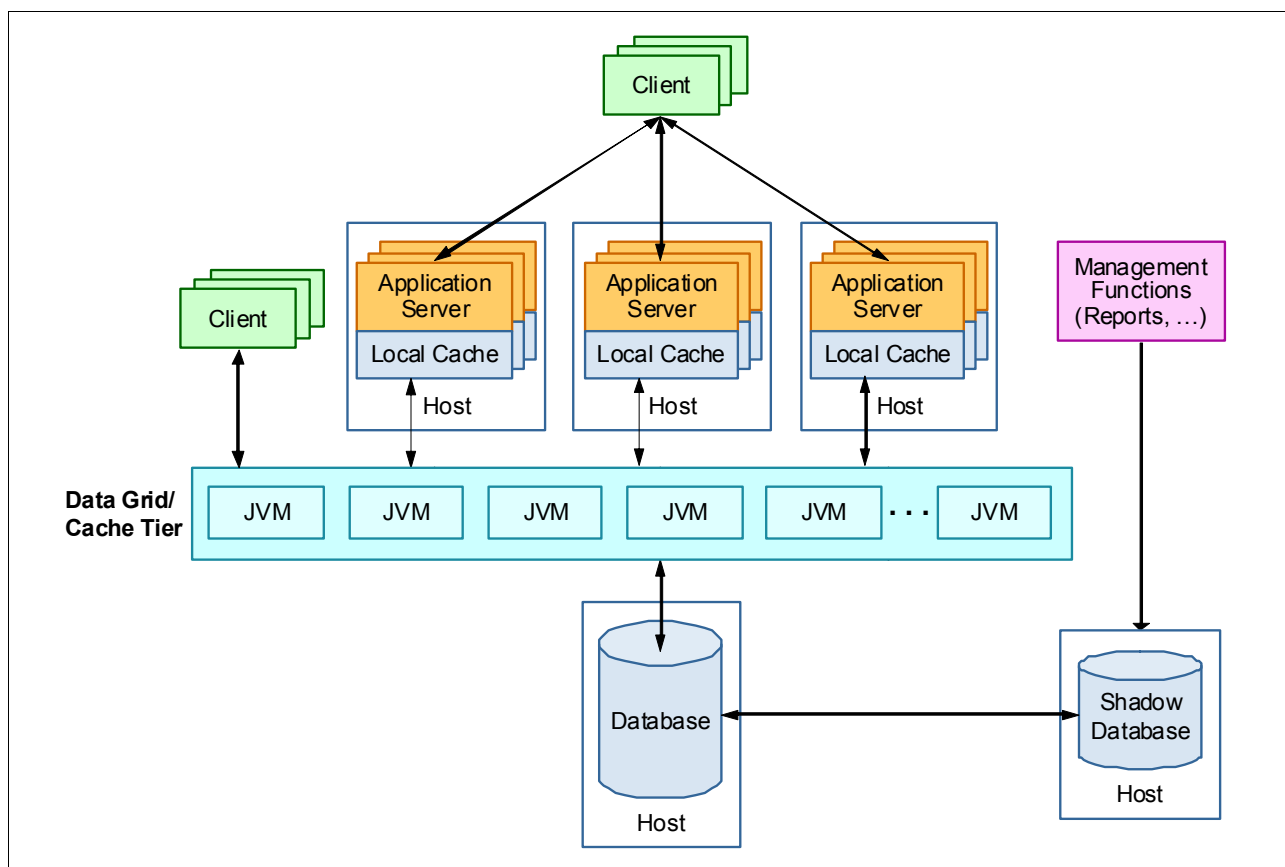 Client
Client
Application
Server
Local Cache
Host
Application
Server
Local Cache
Host
Application
Server
Local Cache
Host
Management
Functions
(Reports, …)
Data Grid/
Cache Tier
JVM
JVM
JVM
JVM
JVM
. . .
JVM
Database
Host
Shadow
Database
Host